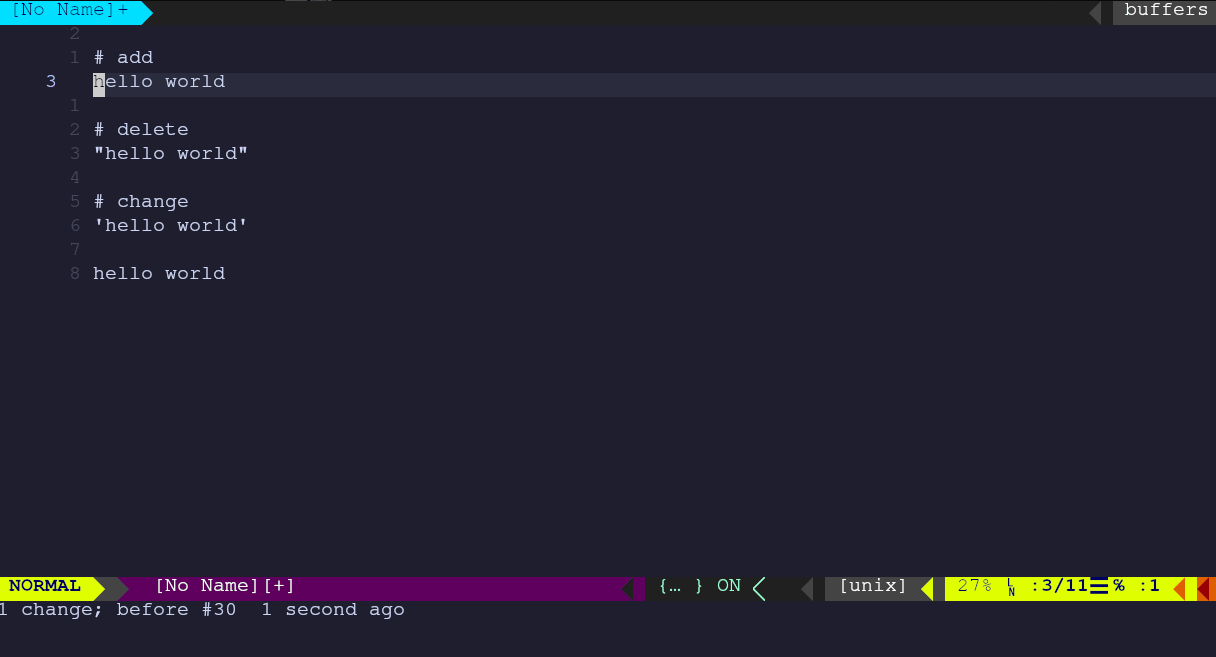 [No Name]+ buffers
2
1 # add
3 hello world
1
2 # delete
3 "hello world"
4
5 # change
6 'hello world'
7
8 hello world
NORMAL [No Name][+] {… } ON [unix] 27% LN :3/11☰% :1
1 change; before #30  1 second ago